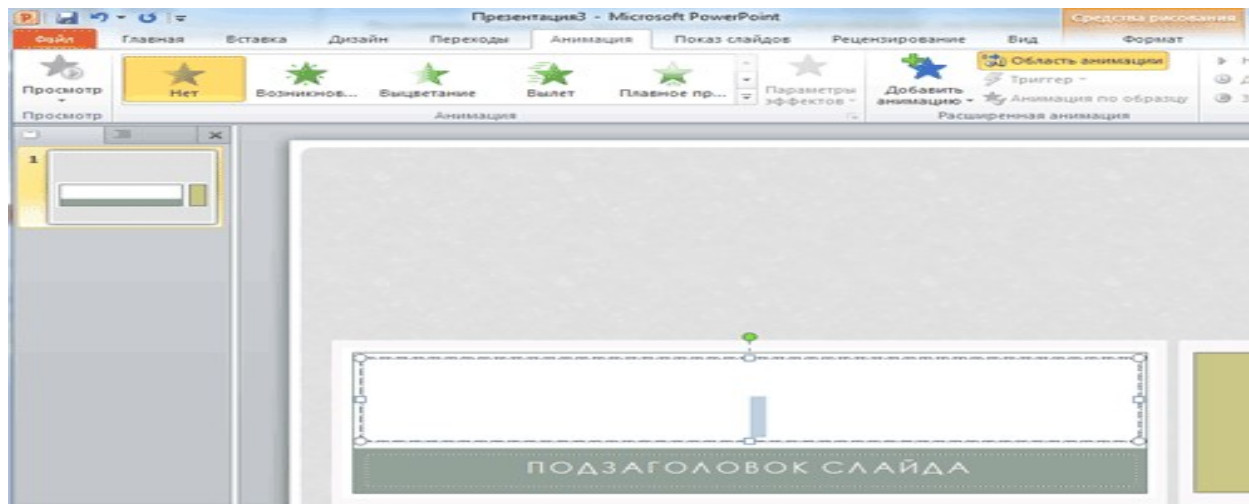 Презентация3 - Microsoft PowerPoint
Средства рисования
Файл Главная Вставка Дизайн Переходы Анимация Показ слайдов Рецензирование Вид Формат
Просмотр
Нет Возникнов... Выцветание Вылет Плавное пр...
Параметры эффектов
Добавить анимацию
Область анимации
Триггер
Анимация по образцу
Просмотр Анимация Расширенная анимация
1
ПОДЗАГОЛОВОК СЛАЙДА